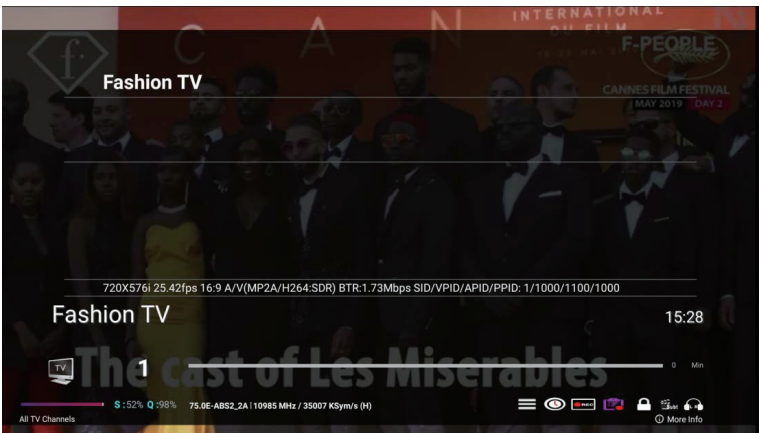 INTERNATIONAL
DU FILM
F-PEOPLE
CANNES FILM FESTIVAL
MAY 2019 DAY 2
Fashion TV
720X576i 25.42fps 16:9 A/V(MP2A/H264:SDR) BTR:1.73Mbps SID/VPID/APID/PPID: 1/1000/1100/1000
Fashion TV
15:28
The cast of Les Miserables
TV
1
0 Min
S :52% Q :98% 75.0E-ABS2_2A | 10985 MHz / 35007 KSym/s (H)
REC
Subt
All TV Channels
More Info